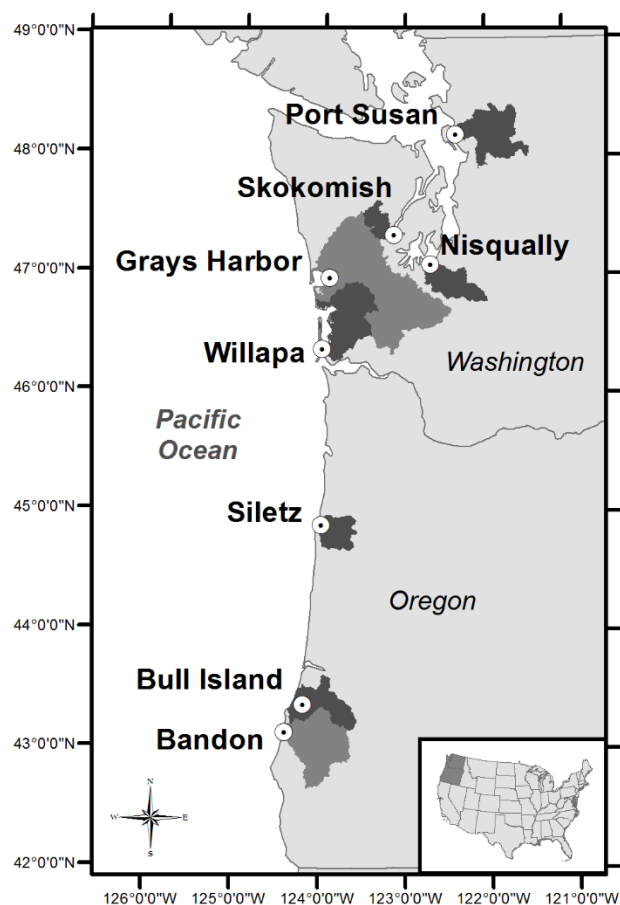 49°0'0"N
48°0'0"N
47°0'0"N
46°0'0"N
45°0'0"N
44°0'0"N
43°0'0"N
42°0'0"N
Port Susan
Skokomish
Nisqually
Grays Harbor
Willapa
Washington
Pacific
Ocean
Siletz
Oregon
Bull Island
Bandon
N
W
E
S
126°0'0"W
125°0'0"W
124°0'0"W
123°0'0"W
122°0'0"W
121°0'0"W